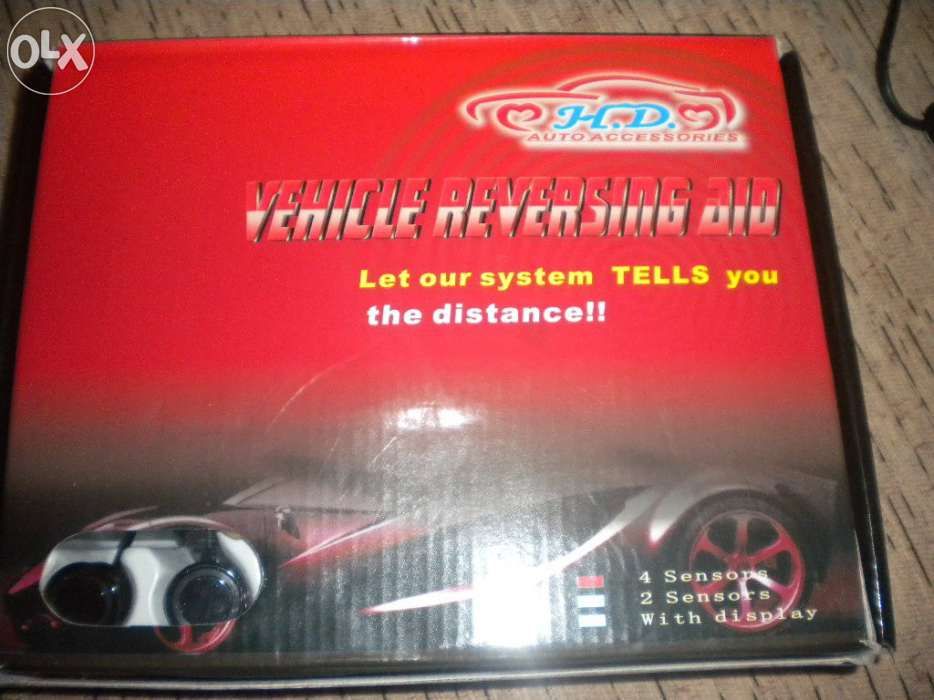 OLX
H.D.
AUTO ACCESSORIES
VEHICLE REVERSING AID
Let our system TELLS you
the distance!!
4 Sensors
2 Sensors
With display